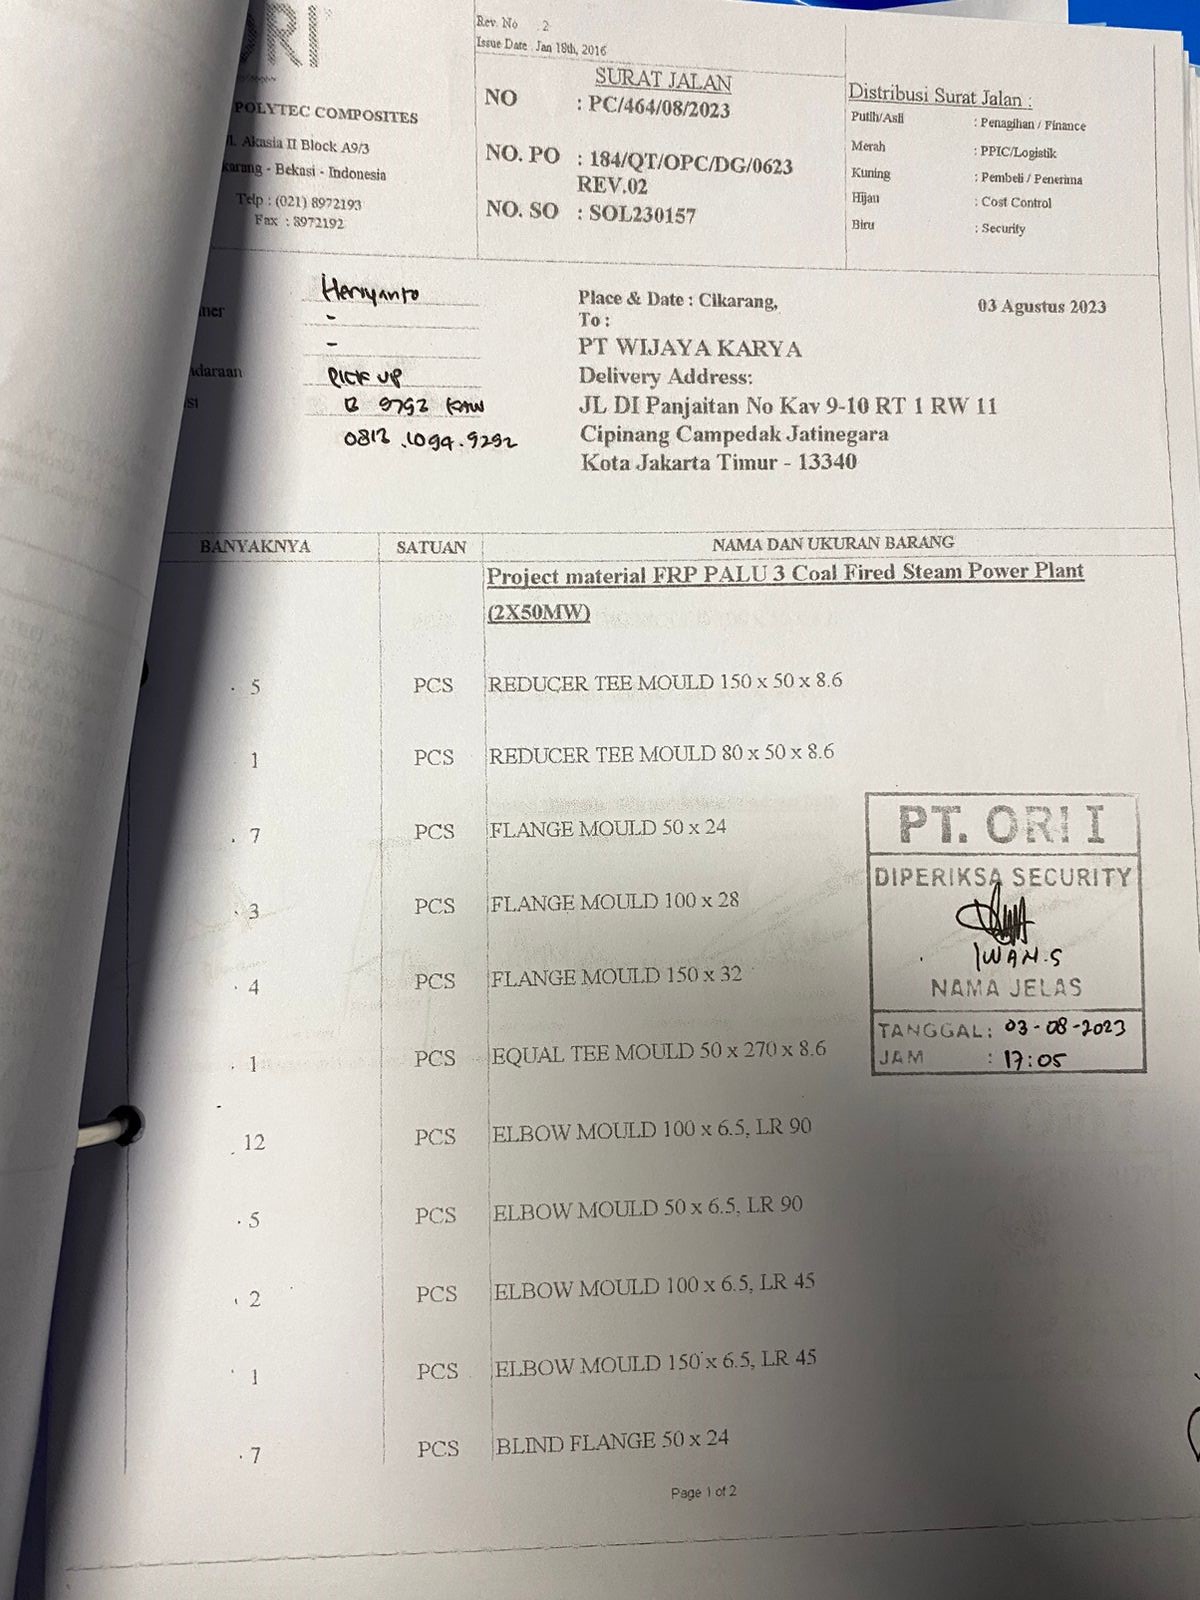 ORI
POLYTEC COMPOSITES
Jl. Akasia II Block A9/3
karang - Bekasi - Indonesia
Telp : (021) 8972193
Fax : 8972192
Rev. No 2
Issue Date Jan 18th, 2016
SURAT JALAN
NO : PC/464/08/2023
NO. PO : 184/QT/OPC/DG/0623
REV.02
NO. SO : SOL230157
Distribusi Surat Jalan :
Putih/Asli : Penagihan / Finance
Merah : PPIC/Logistik
Kuning : Pembeli / Penerima
Hijau : Cost Control
Biru : Security
Heriyanto
-
-
ndaraan PICK UP
B 9792
0813.1094.9292
Place & Date : Cikarang, 03 Agustus 2023
To :
PT WIJAYA KARYA
Delivery Address:
JL DI Panjaitan No Kav 9-10 RT 1 RW 11
Cipinang Campedak Jatinegara
Kota Jakarta Timur - 13340
BANYAKNYA SATUAN NAMA DAN UKURAN BARANG
Project material FRP PALU 3 Coal Fired Steam Power Plant
(2X50MW)
5 PCS REDUCER TEE MOULD 150 x 50 x 8.6
1 PCS REDUCER TEE MOULD 80 x 50 x 8.6
7 PCS FLANGE MOULD 50 x 24
3 PCS FLANGE MOULD 100 x 28
4 PCS FLANGE MOULD 150 x 32
1 PCS EQUAL TEE MOULD 50 x 270 x 8.6
12 PCS ELBOW MOULD 100 x 6.5, LR 90
5 PCS ELBOW MOULD 50 x 6.5, LR 90
2 PCS ELBOW MOULD 100 x 6.5, LR 45
1 PCS ELBOW MOULD 150 x 6.5, LR 45
7 PCS BLIND FLANGE 50 x 24
PT. ORI I
DIPERIKSA SECURITY
IWAN.S
NAMA JELAS
TANGGAL: 03-08-2023
JAM : 17:05
Page 1 of 2